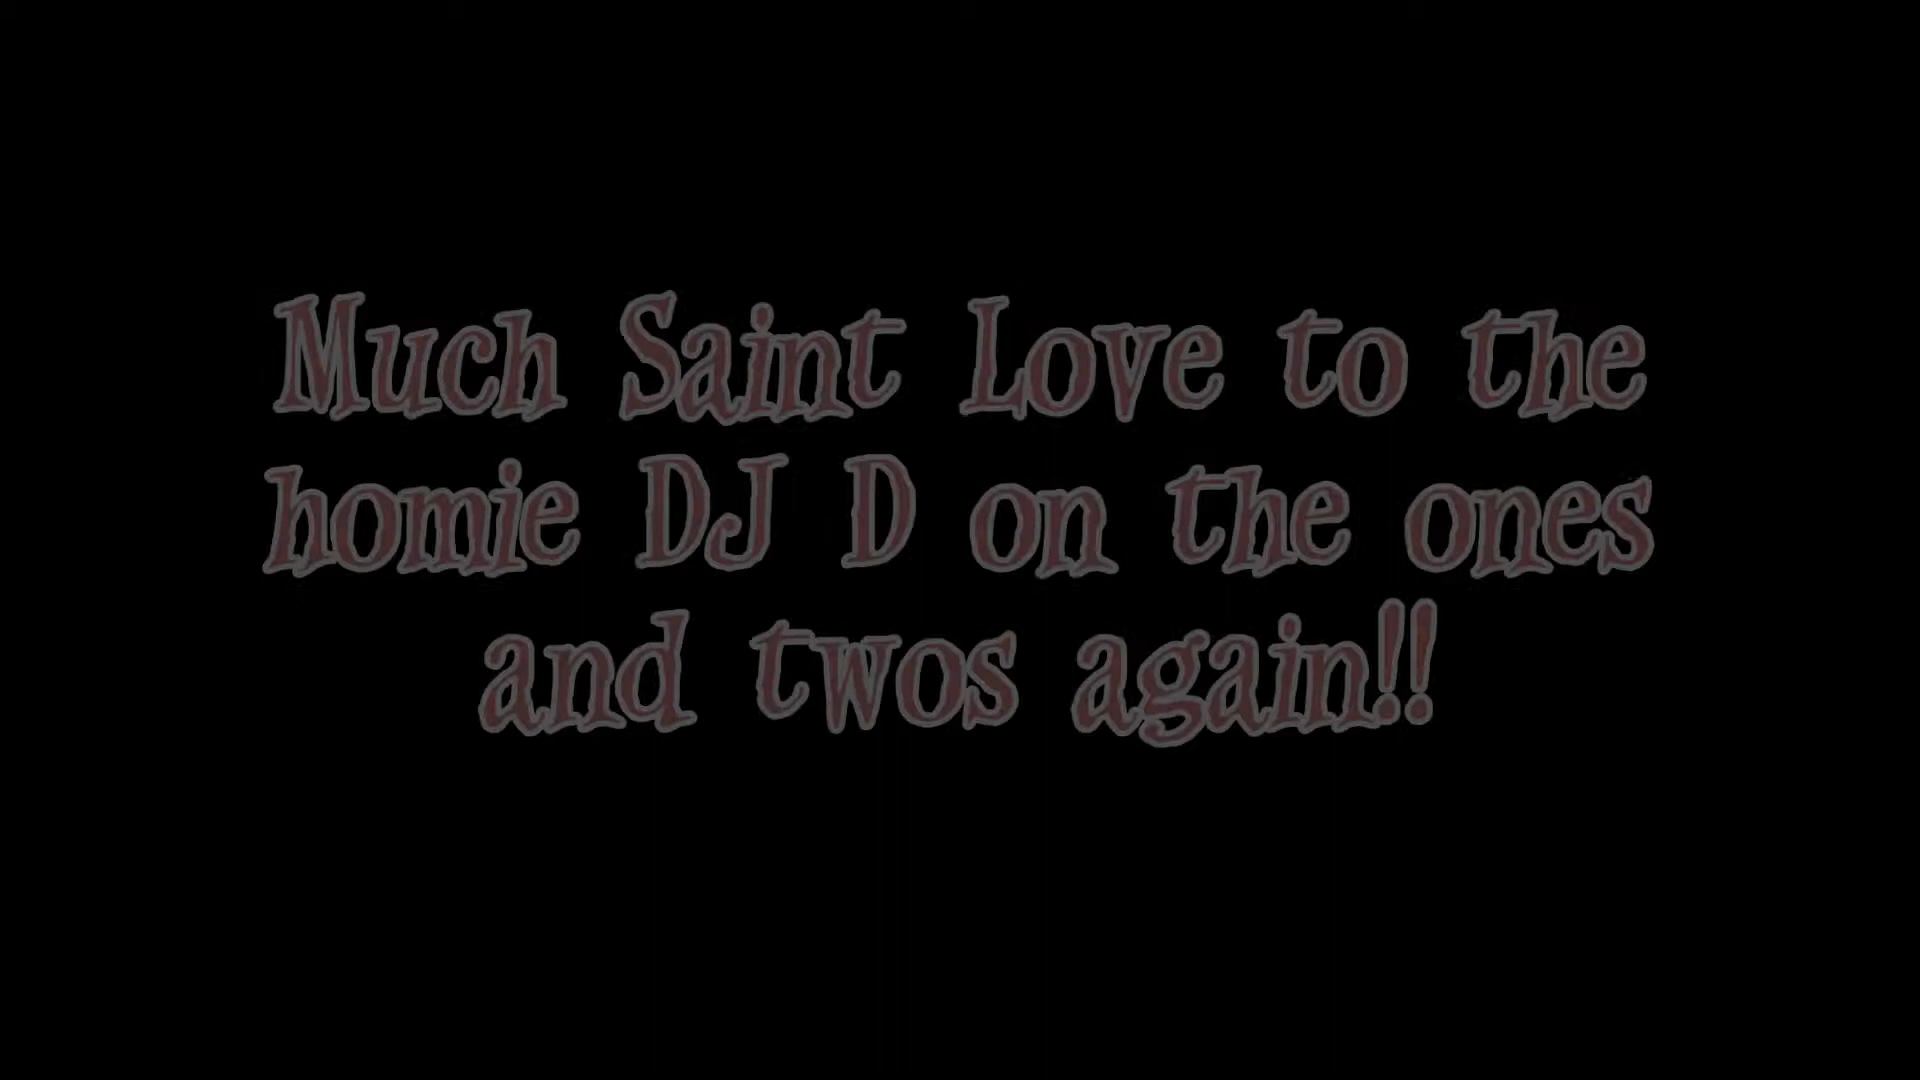 Much Saint Love to the
homie DJ D on the ones
and twos again!!